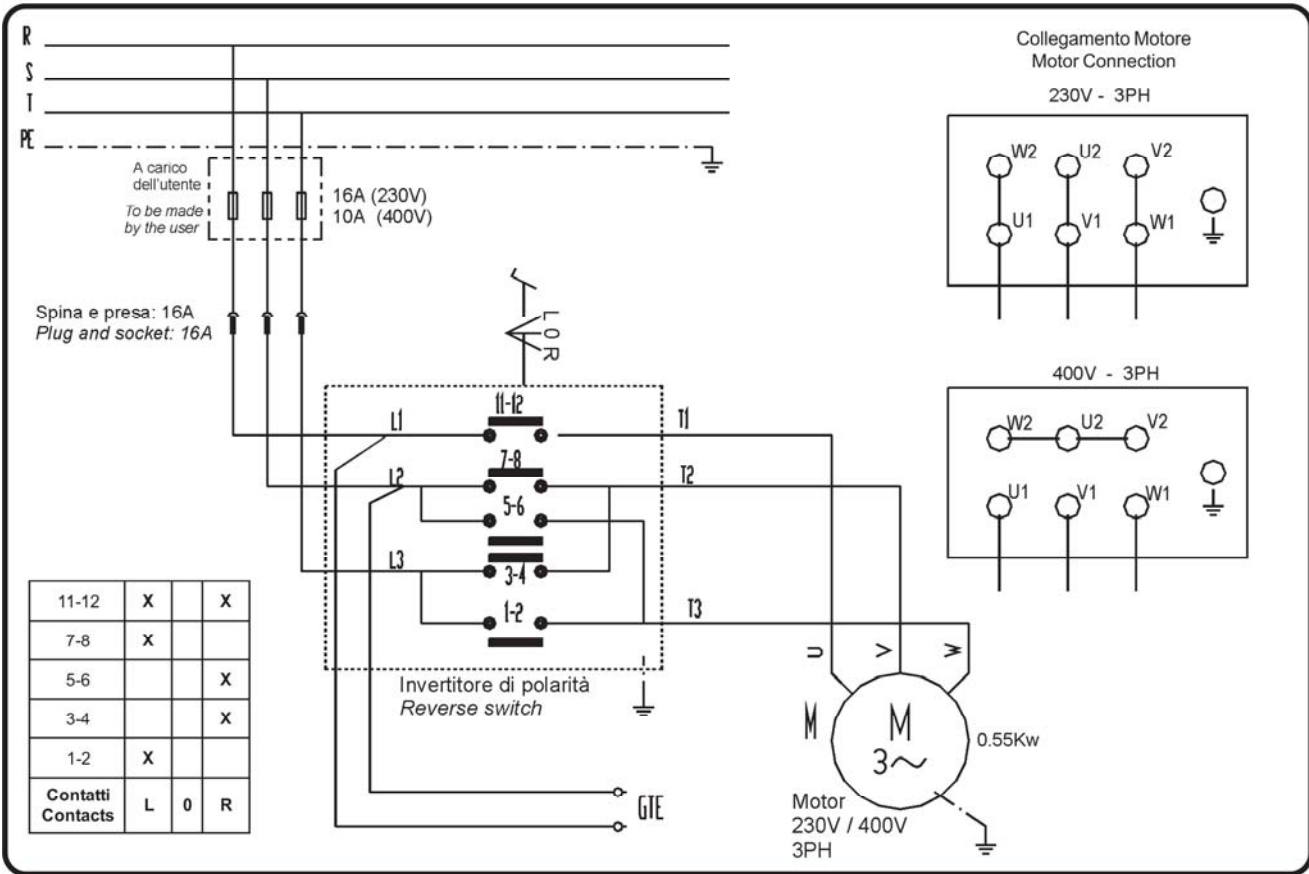 R
S
T
PE
A carico
dell'utente
To be made
by the user
16A (230V)
10A (400V)
Spina e presa: 16A
Plug and socket: 16A
L O R
L1
11-12
T1
7-8
L2
T2
5-6
L3
3-4
1-2
T3
Invertitore di polarità
Reverse switch
U
V
W
M
M
3~
0.55Kw
Motor
230V / 400V
3PH
GTE
11-12 X X
7-8 X
5-6 X
3-4 X
1-2 X
Contatti
Contacts
L 0 R
Collegamento Motore
Motor Connection
230V - 3PH
W2 U2 V2
U1 V1 W1
400V - 3PH
W2 U2 V2
U1 V1 W1